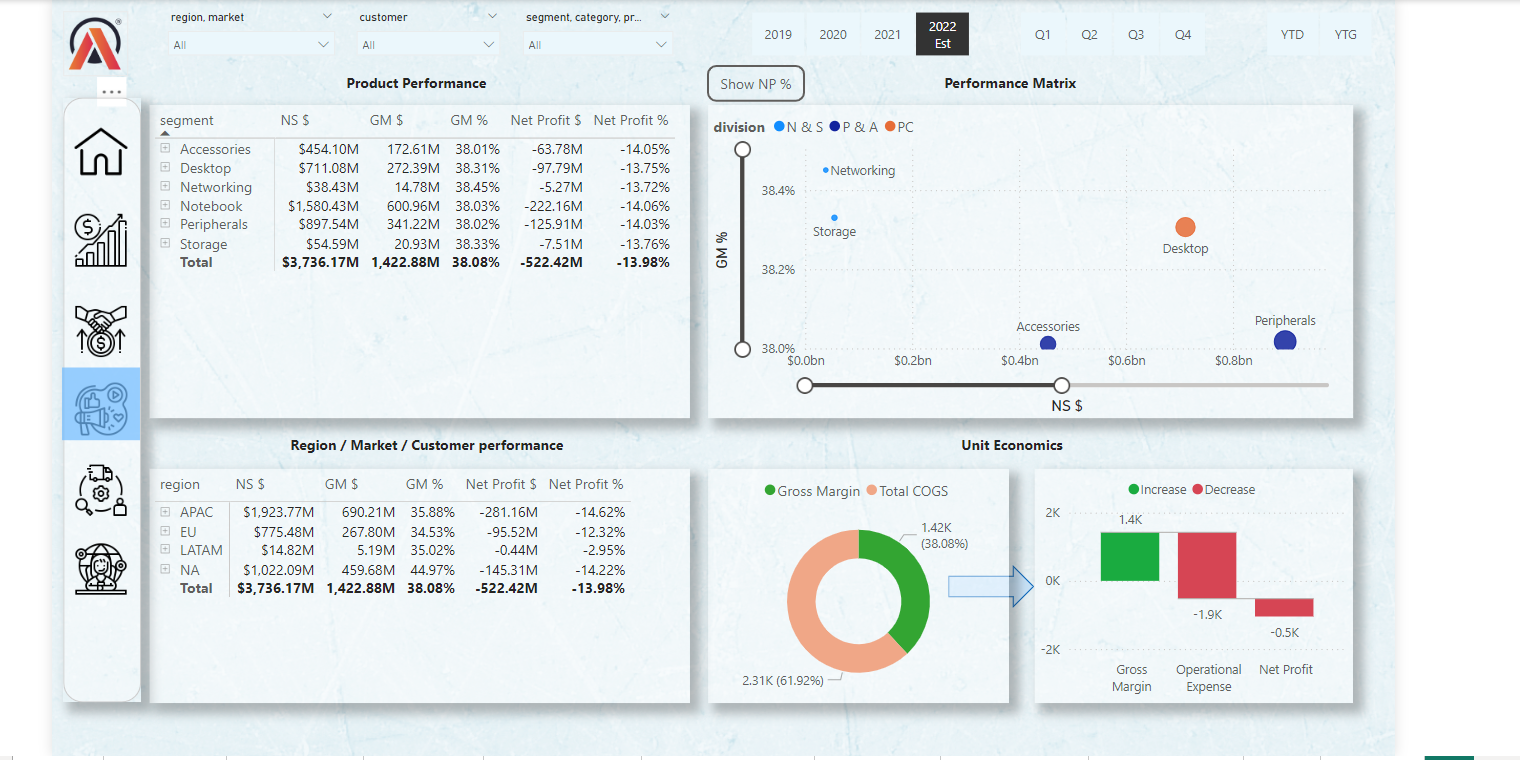 region, market
customer
segment, category, pr...
All
All
All
2019 2020 2021 2022 Est
Q1 Q2 Q3 Q4
YTD YTG
Product Performance
segment NS $ GM $ GM % Net Profit $ Net Profit %
Accessories $454.10M 172.61M 38.01% -63.78M -14.05%
Desktop $711.08M 272.39M 38.31% -97.79M -13.75%
Networking $38.43M 14.78M 38.45% -5.27M -13.72%
Notebook $1,580.43M 600.96M 38.03% -222.16M -14.06%
Peripherals $897.54M 341.22M 38.02% -125.91M -14.03%
Storage $54.59M 20.93M 38.33% -7.51M -13.76%
Total $3,736.17M 1,422.88M 38.08% -522.42M -13.98%
Show NP %
Performance Matrix
division N & S P & A PC
GM %
38.4%
38.2%
38.0%
Networking
Storage
Desktop
Accessories
Peripherals
$0.0bn $0.2bn $0.4bn $0.6bn $0.8bn
NS $
Region / Market / Customer performance
region NS $ GM $ GM % Net Profit $ Net Profit %
APAC $1,923.77M 690.21M 35.88% -281.16M -14.62%
EU $775.48M 267.80M 34.53% -95.52M -12.32%
LATAM $14.82M 5.19M 35.02% -0.44M -2.95%
NA $1,022.09M 459.68M 44.97% -145.31M -14.22%
Total $3,736.17M 1,422.88M 38.08% -522.42M -13.98%
Unit Economics
Gross Margin Total COGS
1.42K
(38.08%)
2.31K (61.92%)
Increase Decrease
2K
0K
-2K
1.4K
-1.9K
-0.5K
Gross Margin
Operational Expense
Net Profit